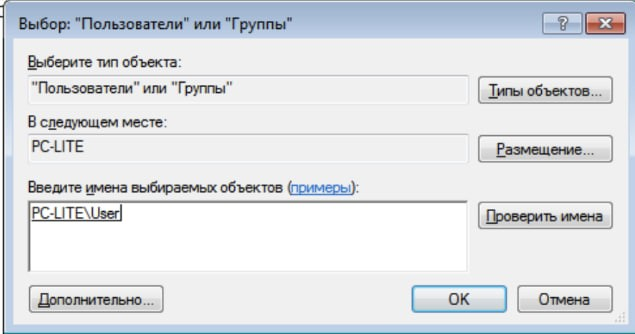 Выбор: "Пользователи" или "Группы"
Выберите тип объекта:
"Пользователи" или "Группы"
Типы объектов...
В следующем месте:
PC-LITE
Размещение...
Введите имена выбираемых объектов (примеры):
PC-LITE\User
Проверить имена
Дополнительно...
OK
Отмена